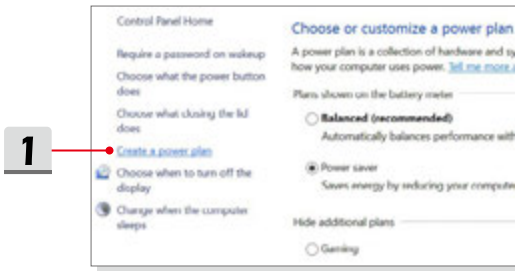 1
Control Panel Home
Require a password on wakeup
Choose what the power button
does
Choose what closing the lid
does
Create a power plan
Choose when to turn off the
display
Change when the computer
sleeps
Choose or customize a power plan
A power plan is a collection of hardware and sy
how your computer uses power. Tell me more a
Plans shown on the battery meter
Balanced (recommended)
Automatically balances performance with
Power saver
Saves energy by reducing your compute
Hide additional plans
Gaming